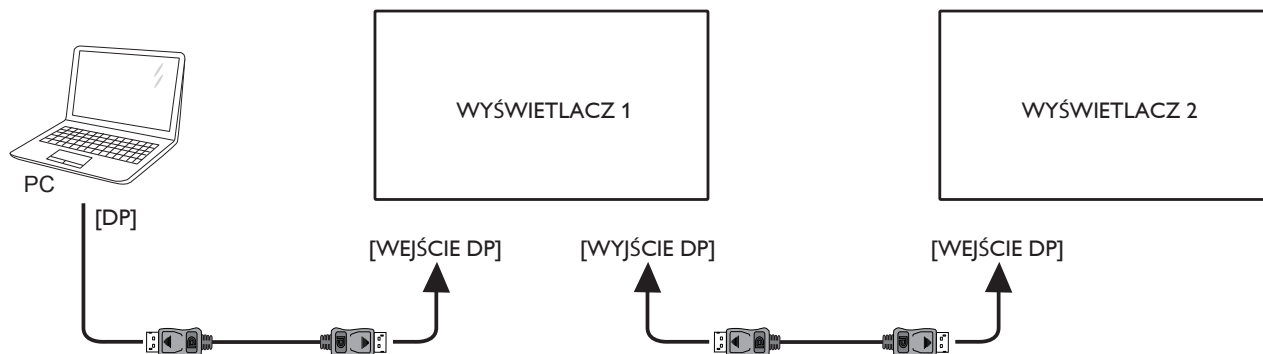 WYŚWIETLACZ 1
WYŚWIETLACZ 2
PC
[DP]
[WEJŚCIE DP]
[WYJŚCIE DP]
[WEJŚCIE DP]